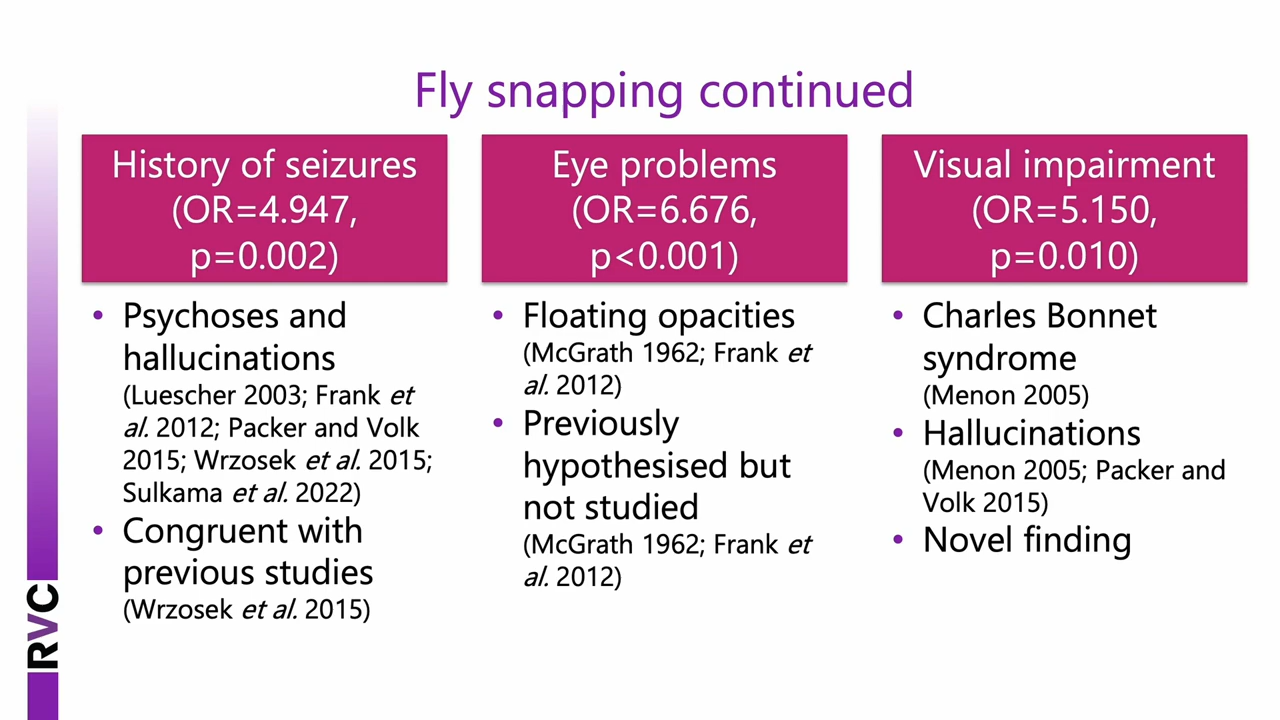 Fly snapping continued
History of seizures
(OR=4.947,
p=0.002)
• Psychoses and
hallucinations
(Luescher 2003; Frank et
al. 2012; Packer and Volk
2015; Wrzosek et al. 2015;
Sulkama et al. 2022)
• Congruent with
previous studies
(Wrzosek et al. 2015)
Eye problems
(OR=6.676,
p<0.001)
• Floating opacities
(McGrath 1962; Frank et
al. 2012)
• Previously
hypothesised but
not studied
(McGrath 1962; Frank et
al. 2012)
Visual impairment
(OR=5.150,
p=0.010)
• Charles Bonnet
syndrome
(Menon 2005)
• Hallucinations
(Menon 2005; Packer and
Volk 2015)
• Novel finding
RVC